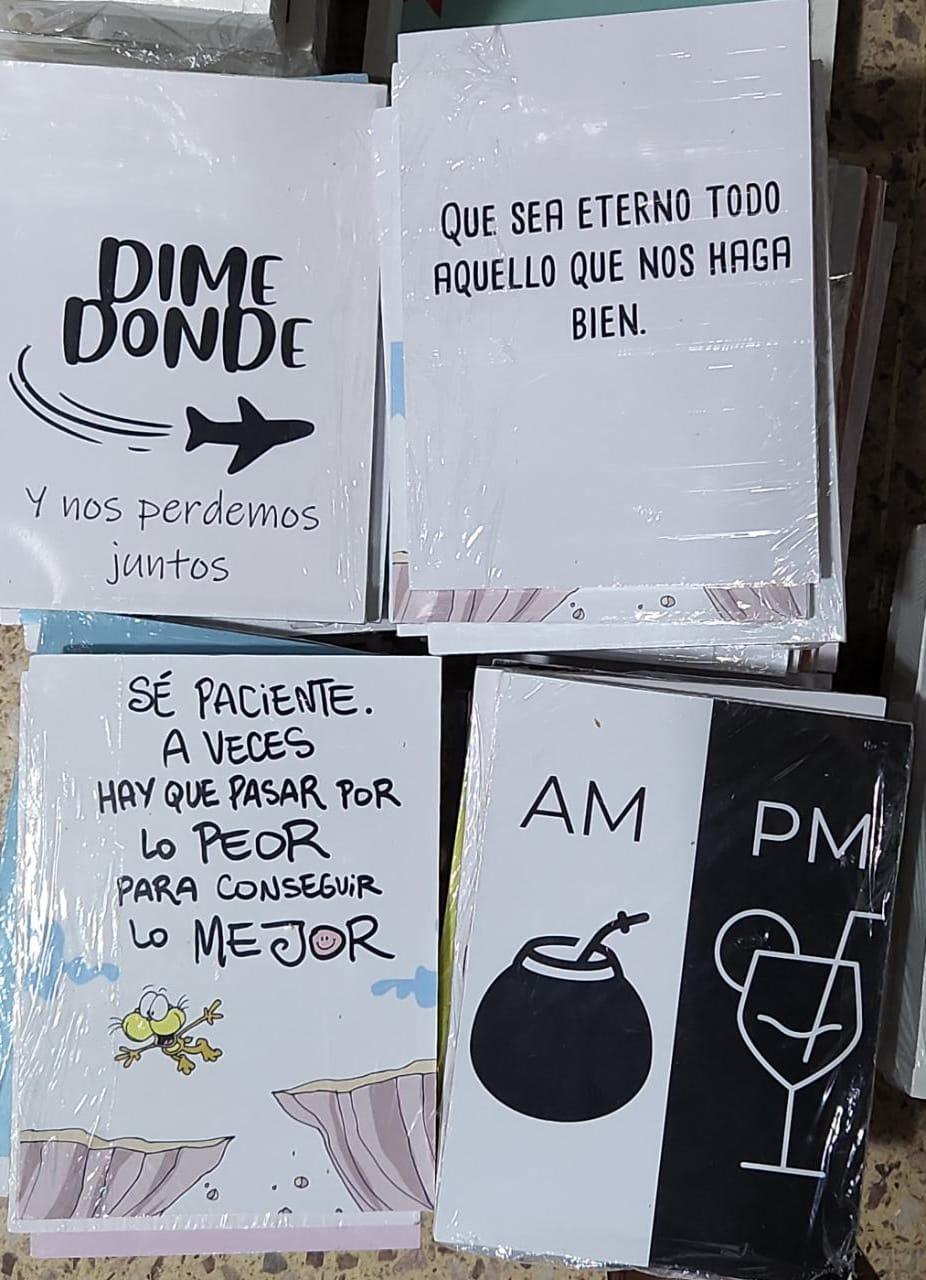 DIME
DONDE
Y nos perdemos
juntos
QUE SEA ETERNO TODO
AQUELLO QUE NOS HAGA
BIEN.
SÉ PACIENTE.
A VECES
HAY QUE PASAR POR
LO PEOR
PARA CONSEGUIR
LO MEJOR
AM
PM